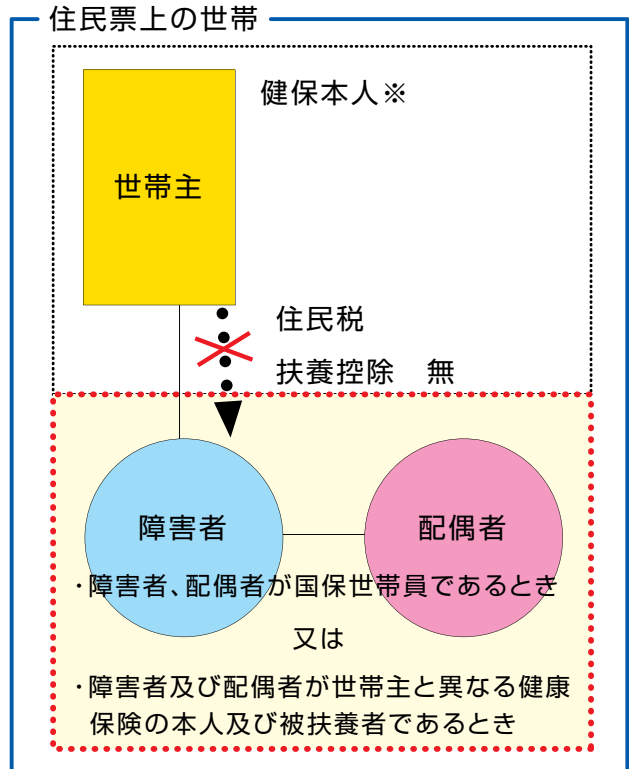 住民票上の世帯
健保本人※
世帯主
住民税
扶養控除　無
障害者
配偶者
・障害者、配偶者が国保世帯員であるとき
又は
・障害者及び配偶者が世帯主と異なる健康
保険の本人及び被扶養者であるとき